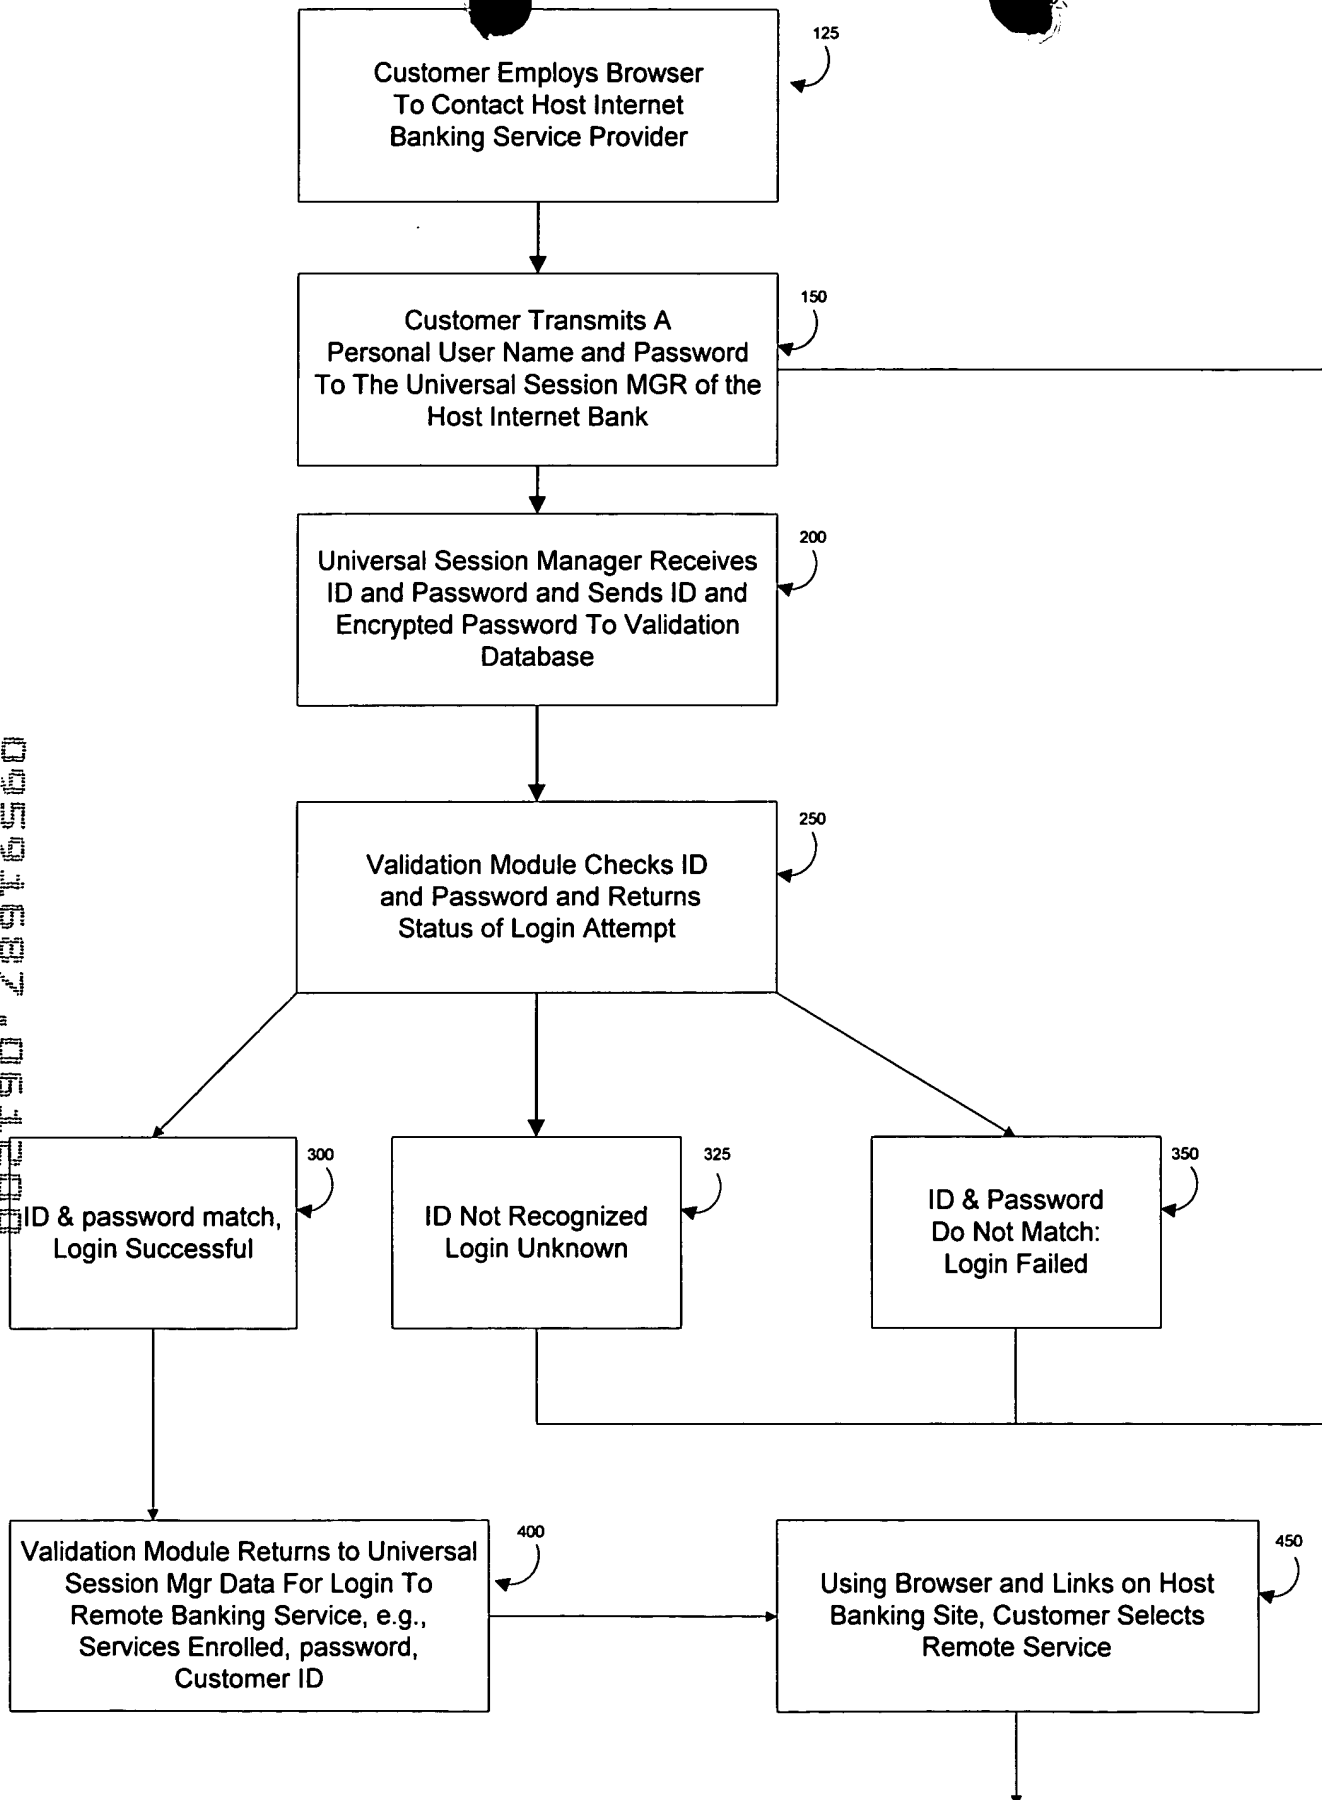 125
Customer Employs Browser
To Contact Host Internet
Banking Service Provider
150
Customer Transmits A
Personal User Name and Password
To The Universal Session MGR of the
Host Internet Bank
200
Universal Session Manager Receives
ID and Password and Sends ID and
Encrypted Password To Validation
Database
250
Validation Module Checks ID
and Password and Returns
Status of Login Attempt
300
ID & password match,
Login Successful
325
ID Not Recognized
Login Unknown
350
ID & Password
Do Not Match:
Login Failed
400
Validation Module Returns to Universal
Session Mgr Data For Login To
Remote Banking Service, e.g.,
Services Enrolled, password,
Customer ID
450
Using Browser and Links on Host
Banking Site, Customer Selects
Remote Service